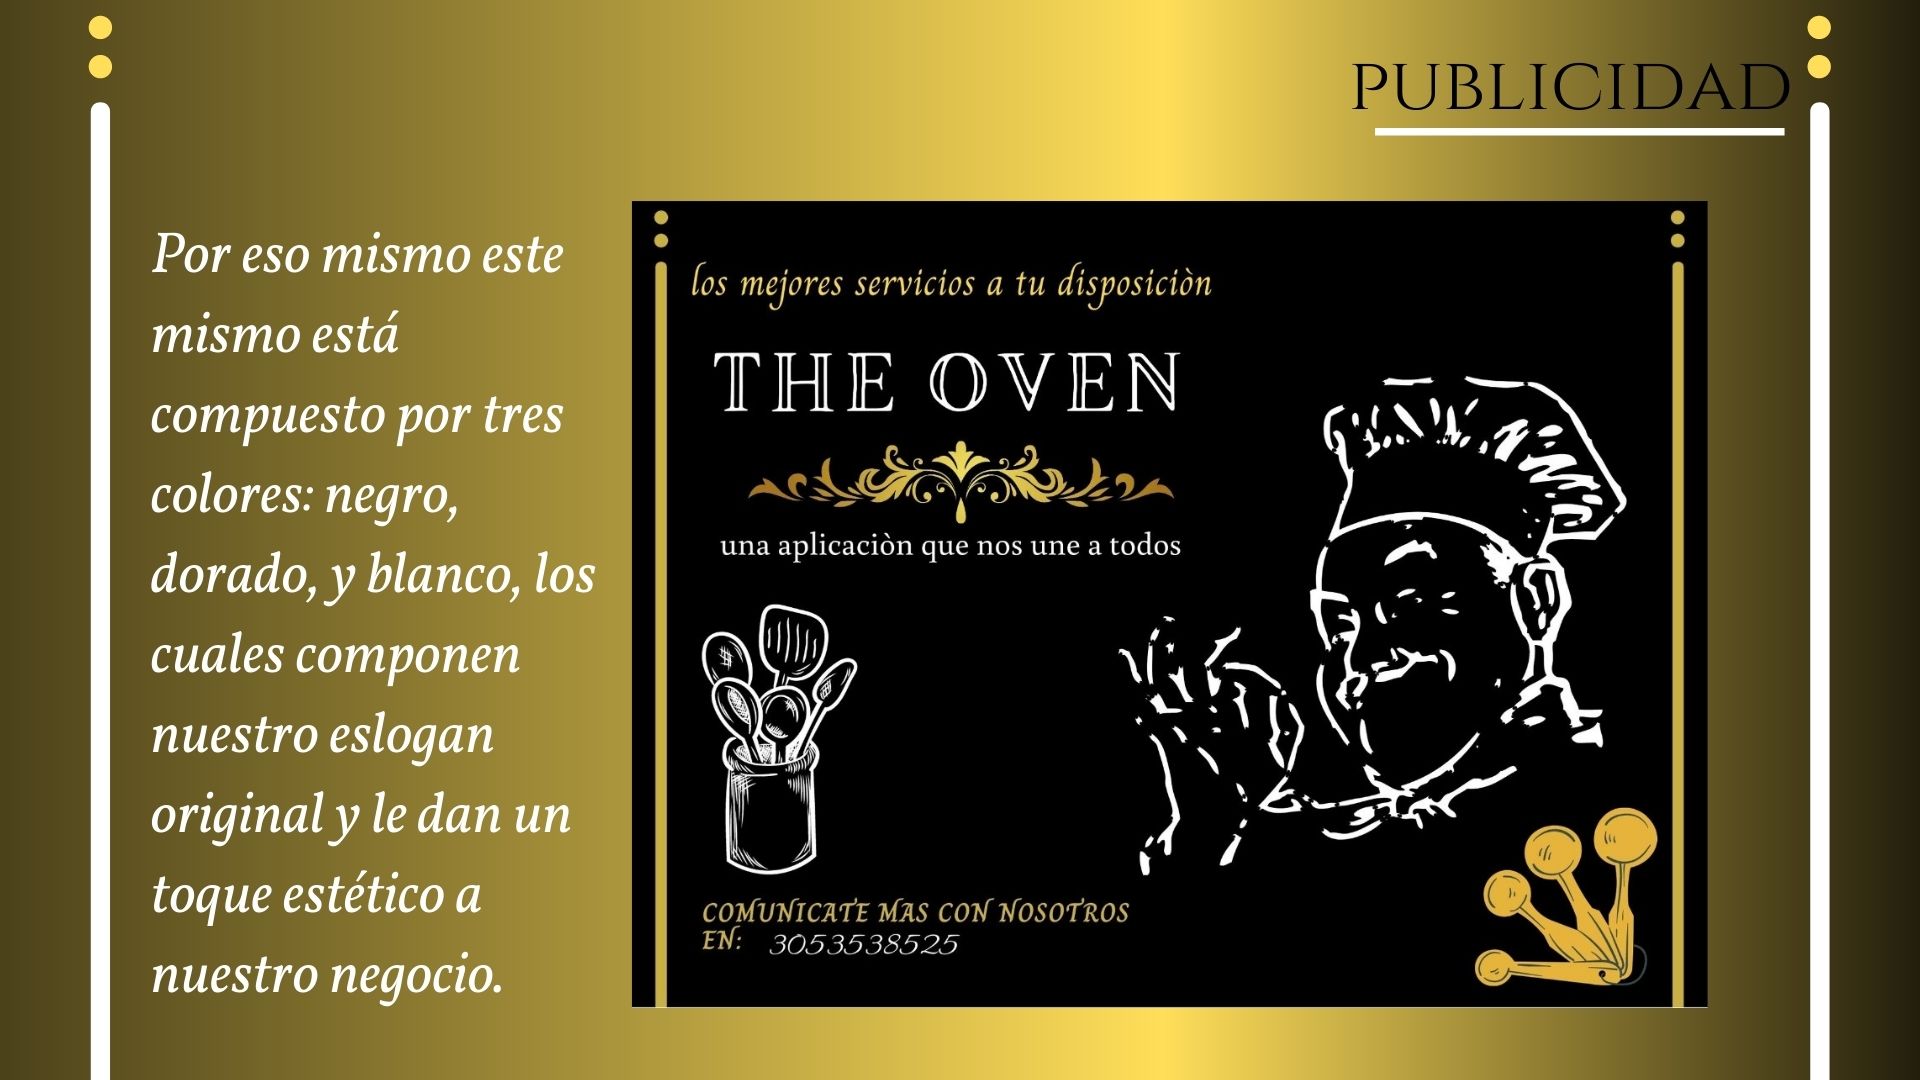 PUBLICIDAD
Por eso mismo este
mismo está
compuesto por tres
colores: negro,
dorado, y blanco, los
cuales componen
nuestro eslogan
original y le dan un
toque estético a
nuestro negocio.
los mejores servicios a tu disposiciòn
THE OVEN
una aplicaciòn que nos une a todos
COMUNICATE MAS CON NOSOTROS
EN: 3053538525